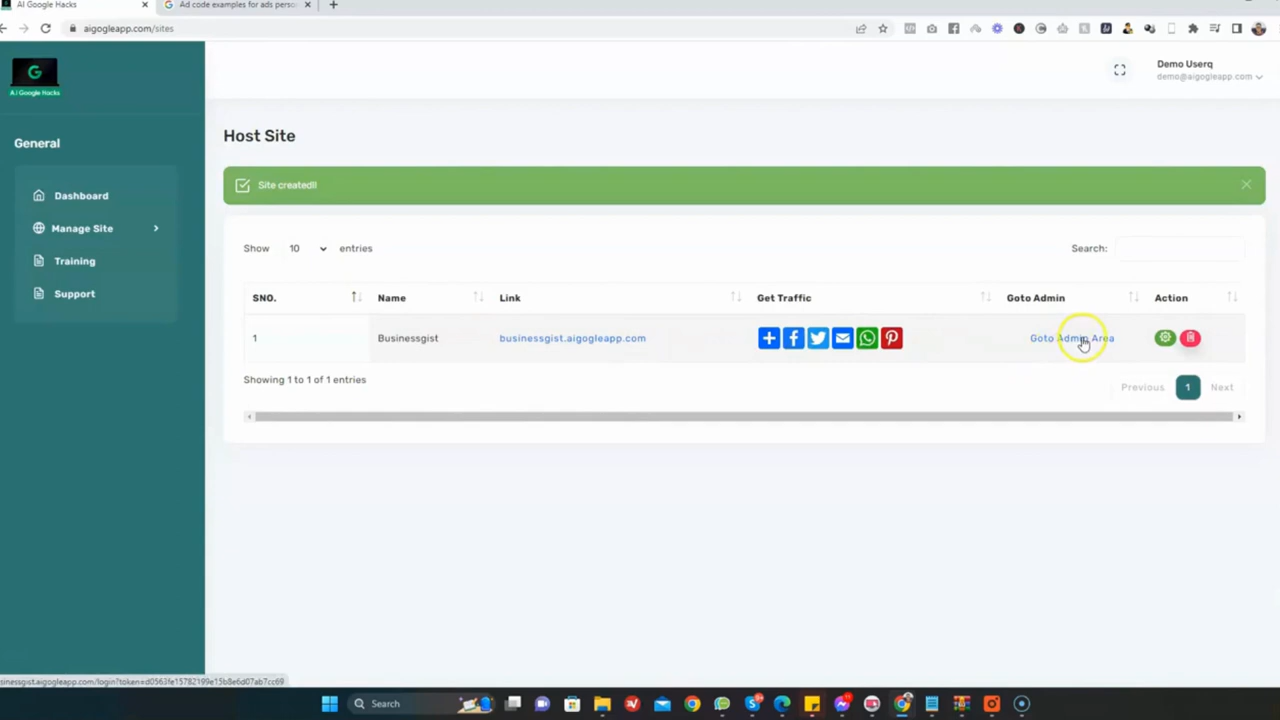 AI Google Hacks
Ad code examples for ads perso
aigogleapp.com/sites
G
A.I Google Hacks
Demo Userq
demo@aigogleapp.com
General
Dashboard
Manage Site
Training
Support
Host Site
Site created!!
Show 10 entries
Search:
SNO. Name Link Get Traffic Goto Admin Action
1 Businessgist businessgist.aigogleapp.com Goto Admin Area
Showing 1 to 1 of 1 entries
Previous 1 Next
Search